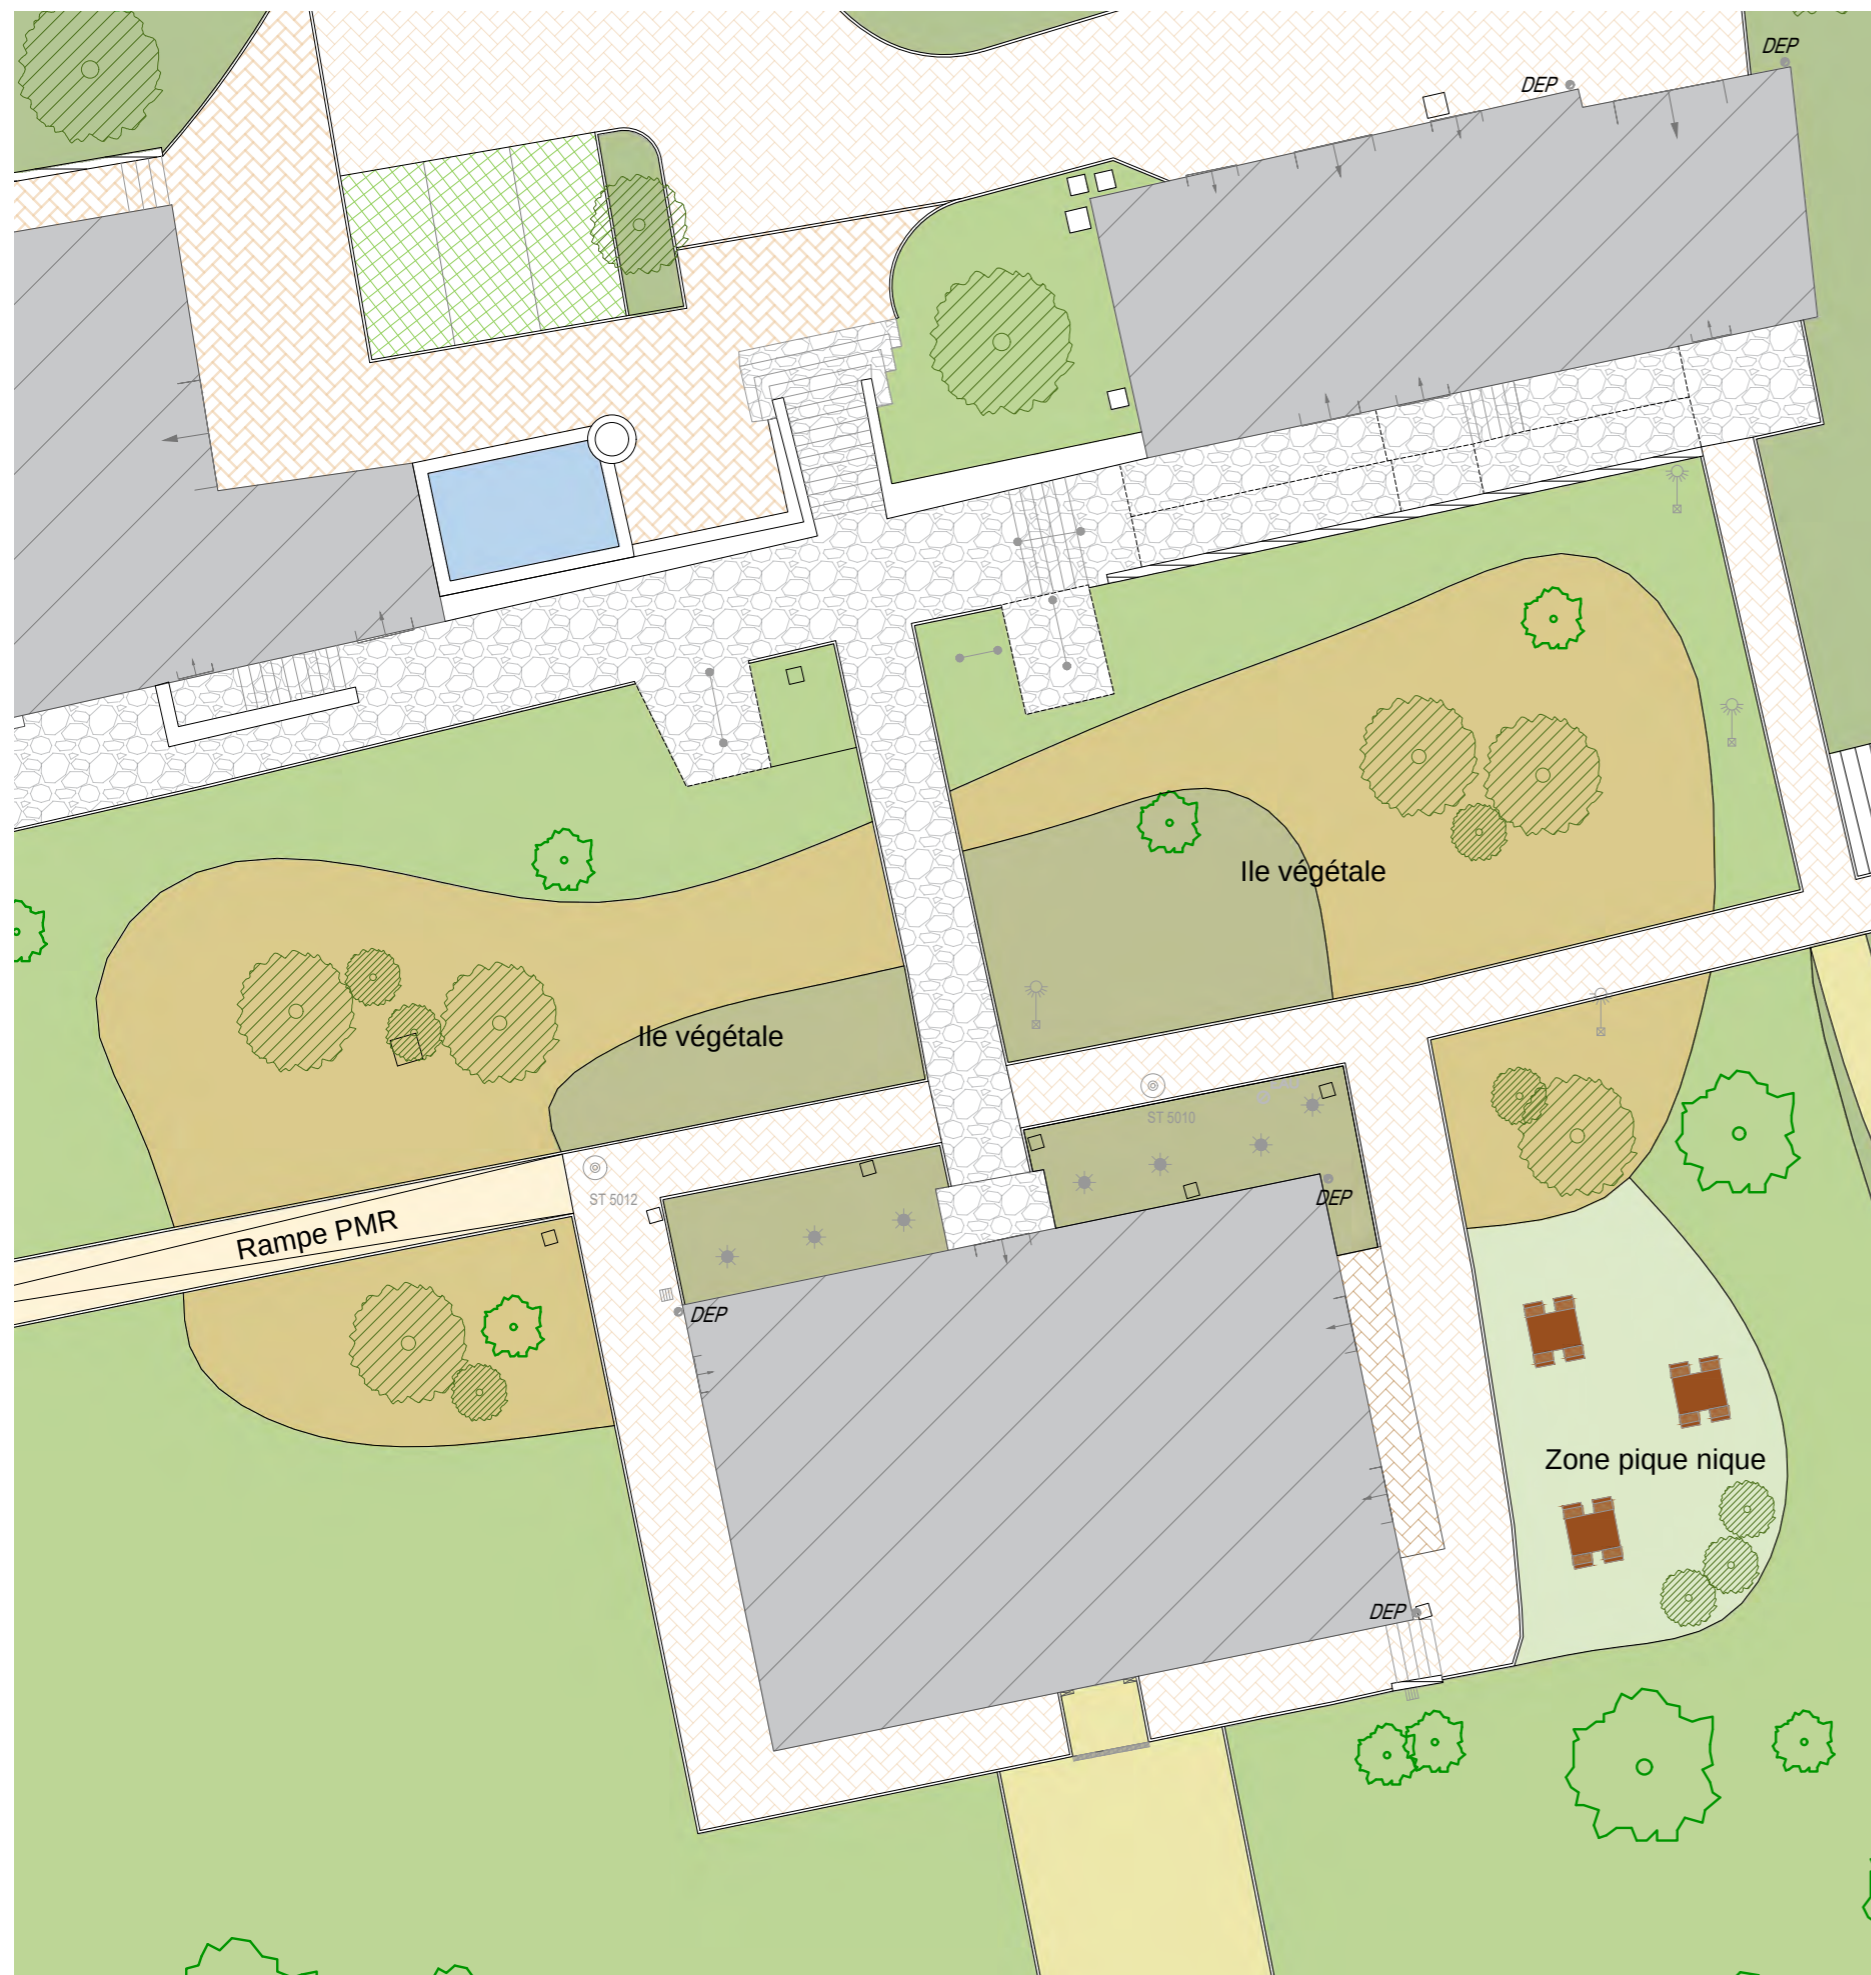 DEP
DEP
Ile végétale
Ile végétale
ST 5010
DEP
ST 5012
Rampe PMR
DEP
Zone pique nique
DEP